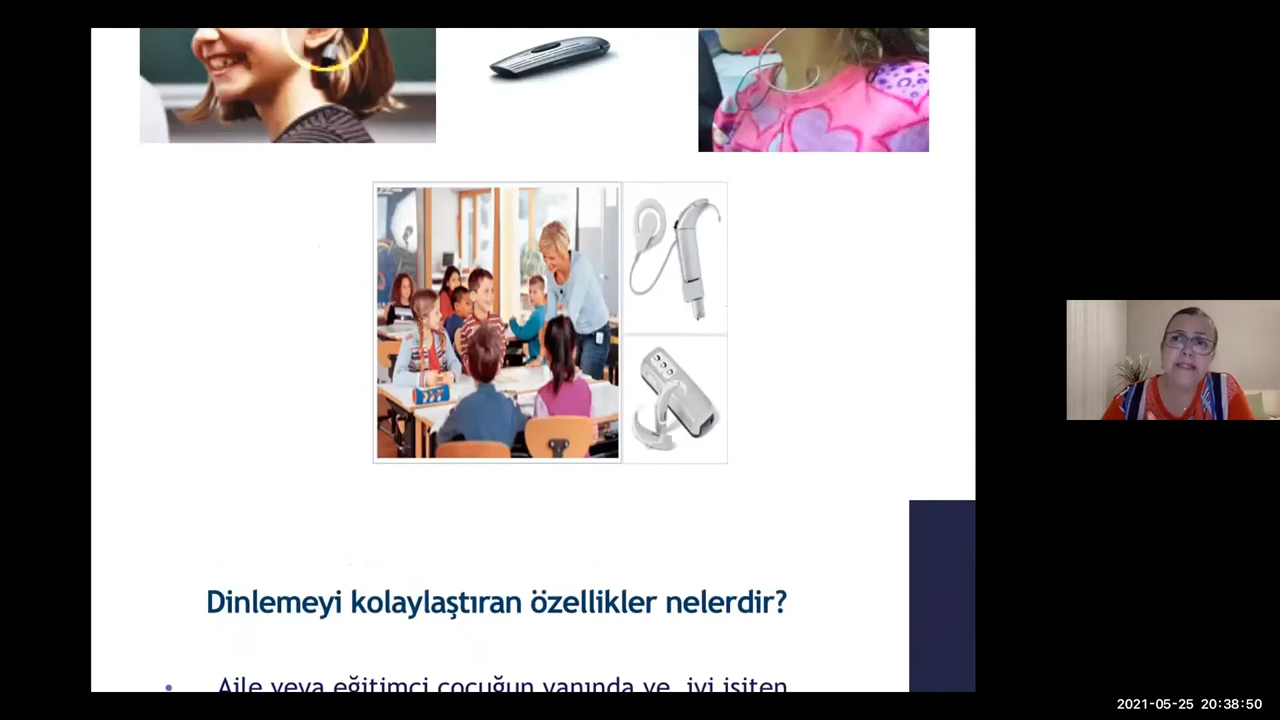 Dinlemeyi kolaylaştıran özellikler nelerdir?
• Aile veya eğitimci çocuğun yanında ve iyi işiten
2021-05-25 20:38:50